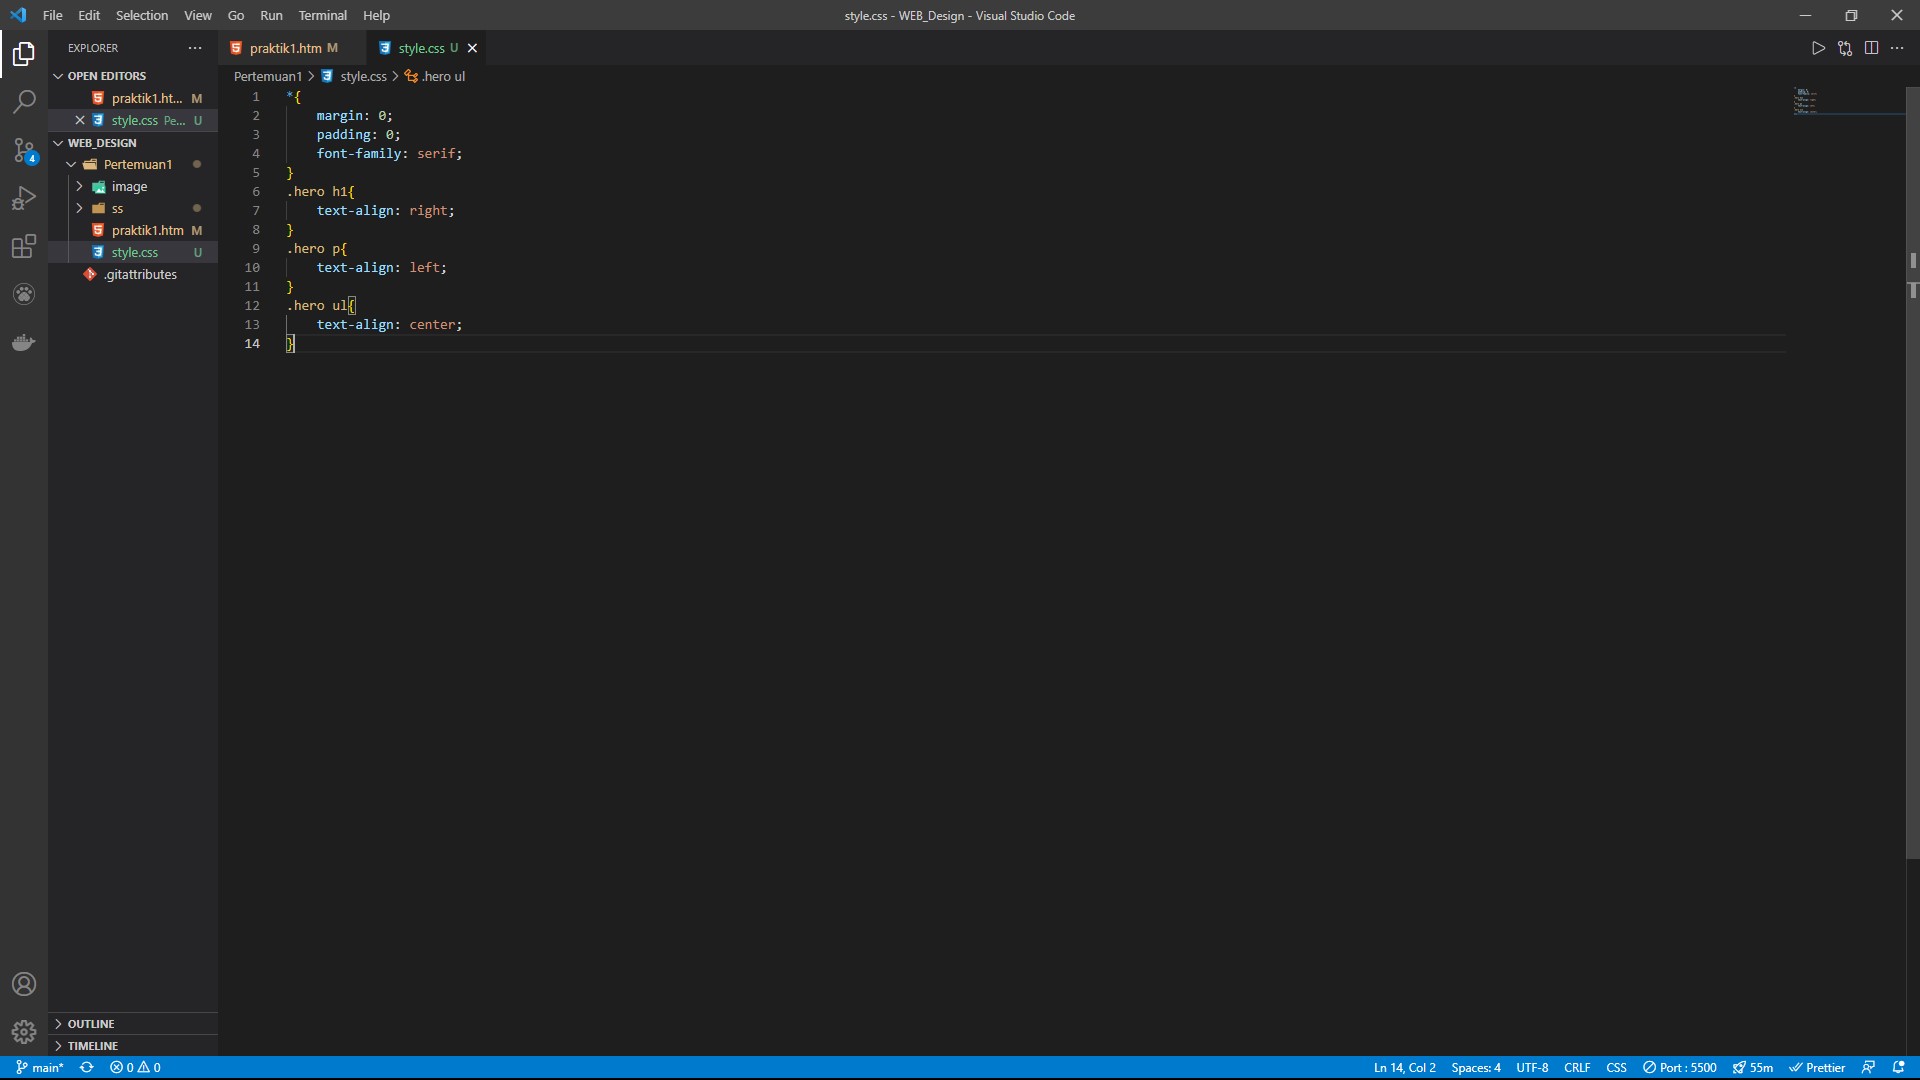 File Edit Selection View Go Run Terminal Help
style.css - WEB_Design - Visual Studio Code
EXPLORER
OPEN EDITORS
praktik1.ht... M
style.css Pe... U
WEB_DESIGN
Pertemuan1
image
ss
praktik1.htm M
style.css U
.gitattributes
OUTLINE
TIMELINE
praktik1.htm M
style.css U
Pertemuan1 > style.css > .hero ul
1 *{
2     margin: 0;
3     padding: 0;
4     font-family: serif;
5 }
6 .hero h1{
7     text-align: right;
8 }
9 .hero p{
10     text-align: left;
11 }
12 .hero ul{
13     text-align: center;
14 }
4
main* 0 0
Ln 14, Col 2 Spaces: 4 UTF-8 CRLF CSS Port : 5500 55m Prettier